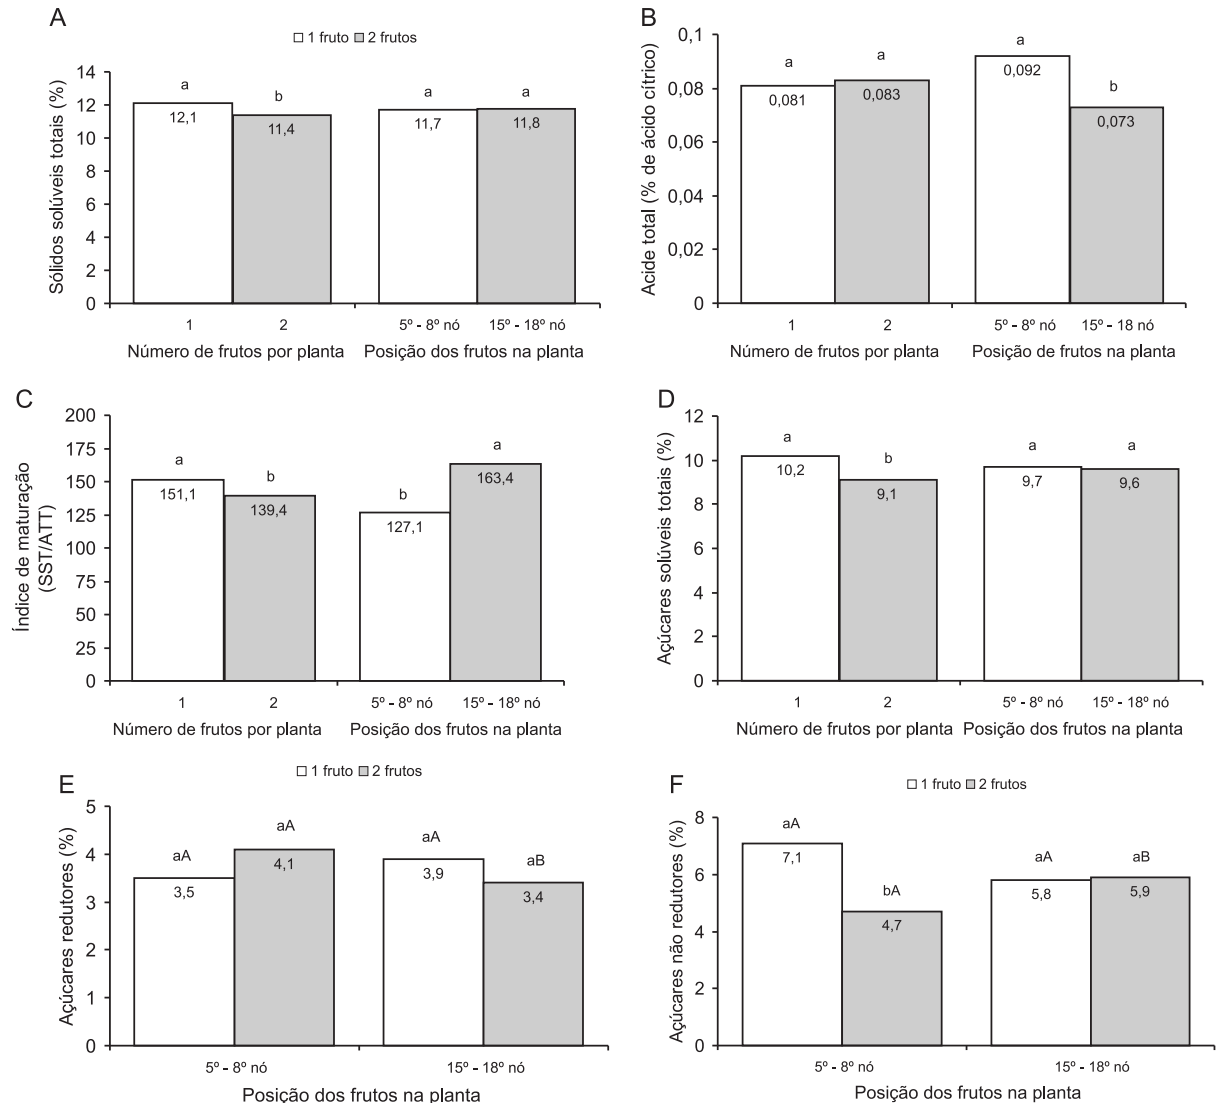 A
1 fruto 2 frutos
Sólidos solúveis totais (%)
14
12
10
8
6
4
2
0
a
12,1
b
11,4
a
11,7
a
11,8
1
2
5º - 8º nó
15º - 18º nó
Número de frutos por planta
Posição dos frutos na planta
B
Acide total (% de ácido cítrico)
0,1
0,08
0,06
0,04
0,02
0
a
0,081
a
0,083
a
0,092
b
0,073
1
2
5º - 8º nó
15º - 18 nó
Número de frutos por planta
Posição de frutos na planta
C
Índice de maturação
(SST/ATT)
200
175
150
125
100
75
50
25
0
a
151,1
b
139,4
b
127,1
a
163,4
1
2
5º - 8º nó
15º - 18º nó
Número de frutos por planta
Posição dos frutos na planta
D
Açúcares solúveis totais (%)
12
10
8
6
4
2
0
a
10,2
b
9,1
a
9,7
a
9,6
1
2
5º - 8º nó
15º - 18º nó
Número de frutos por planta
Posição dos frutos na planta
E
1 fruto 2 frutos
Açúcares redutores (%)
5
4
3
2
1
0
aA
3,5
aA
4,1
aA
3,9
aB
3,4
5º - 8º nó
15º - 18º nó
Posição dos frutos na planta
F
1 fruto 2 frutos
Açúcares não redutores (%)
8
6
4
2
0
aA
7,1
bA
4,7
aA
5,8
aB
5,9
5º - 8º nó
15º - 18º nó
Posição dos frutos na planta